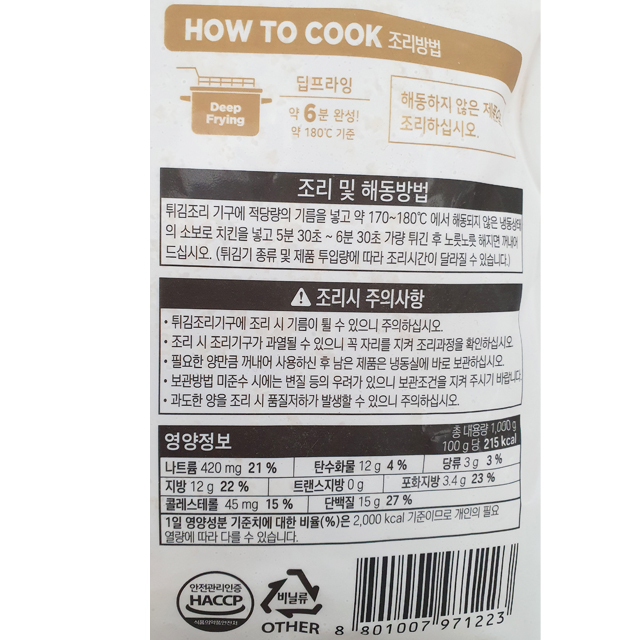 HOW TO COOK 조리방법
Deep
Frying
딥프라잉
약 6분 완성!
약 180℃ 기준
해동하지 않은
조리하십시오.
조리 및 해동방법
튀김조리 기구에 적당량의 기름을 넣고 약 170~180℃ 에서 해동되지 않은 냉동상태
의 소보로 치킨을 넣고 5분 30초 ~ 6분 30초 가량 튀긴 후 노릇노릇 해지면 꺼내어
드십시오. (튀김기 종류 및 제품 투입량에 따라 조리시간이 달라질 수 있습니다.)
⚠ 조리시 주의사항
• 튀김조리기구에 조리 시 기름이 튈 수 있으니 주의하십시오.
• 조리 시 조리기구가 과열될 수 있으니 꼭 자리를 지켜 조리과정을 확인하십시오.
• 필요한 양만큼 꺼내어 사용하신 후 남은 제품은 냉동실에 바로 보관하십시오.
• 보관방법 미준수 시에는 변질 등의 우려가 있으니 보관조건을 지켜 주시기 바랍니다.
• 과도한 양을 조리 시 품질저하가 발생할 수 있으니 주의하십시오.
영양정보
총 내용량 1,000 g
100 g 당 215 kcal
나트륨 420 mg 21 % 탄수화물 12 g 4 % 당류 3 g 3 %
지방 12 g 22 % 트랜스지방 0 g 포화지방 3.4 g 23 %
콜레스테롤 45 mg 15 % 단백질 15 g 27 %
1일 영양성분 기준치에 대한 비율(%)은 2,000 kcal 기준이므로 개인의 필요
열량에 따라 다를 수 있습니다.
안전관리인증
HACCP
식품의약품안전처
비닐류
OTHER
8 801007 971223